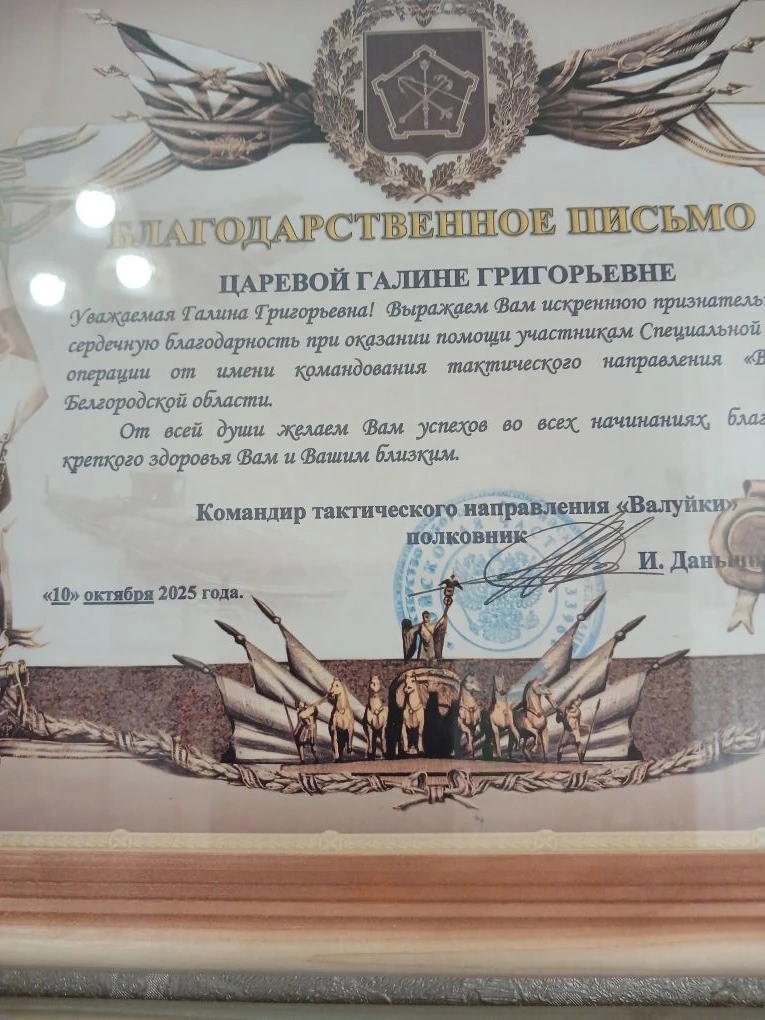 БЛАГОДАРСТВЕННОЕ ПИСЬМО
ЦАРЕВОЙ ГАЛИНЕ ГРИГОРЬЕВНЕ
Уважаемая Галина Григорьевна! Выражаем Вам искреннюю признатель
сердечную благодарность при оказании помощи участникам Специальной
операции от имени командования тактического направления «В
Белгородской области.
От всей души желаем Вам успехов во всех начинаниях, благ
крепкого здоровья Вам и Вашим близким.
Командир тактического направления «Валуйки»
полковник
И. Даньши
«10» октября 2025 года.